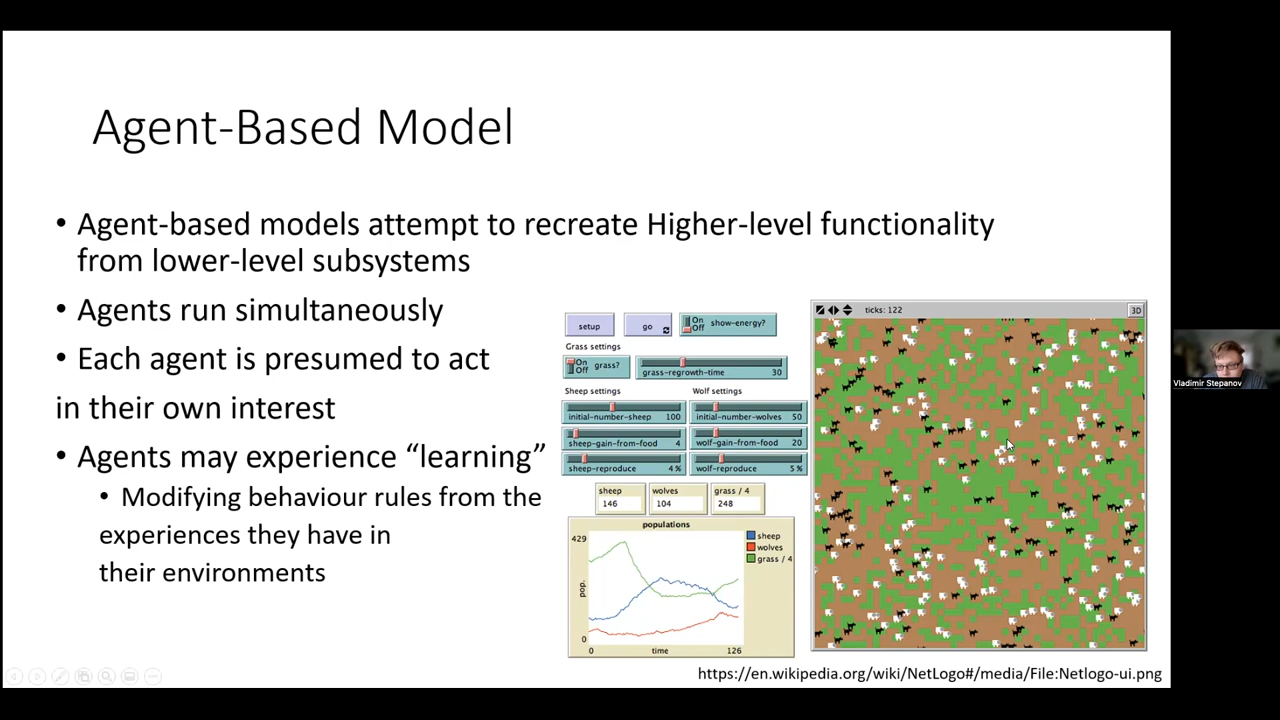 Agent-Based Model
• Agent-based models attempt to recreate Higher-level functionality
from lower-level subsystems
• Agents run simultaneously
• Each agent is presumed to act
in their own interest
• Agents may experience “learning”
• Modifying behaviour rules from the
experiences they have in
their environments
setup
go
On
Off
show-energy?
Grass settings
On
Off
grass?
grass-regrowth-time 30
Sheep settings
Wolf settings
initial-number-sheep 100
initial-number-wolves 50
sheep-gain-from-food 4
wolf-gain-from-food 20
sheep-reproduce 4 %
wolf-reproduce 5 %
sheep
146
wolves
104
grass / 4
248
populations
429
pop.
0
0
time
126
sheep
wolves
grass / 4
ticks: 122
3D
https://en.wikipedia.org/wiki/NetLogo#/media/File:Netlogo-ui.png
Vladimir Stepanov